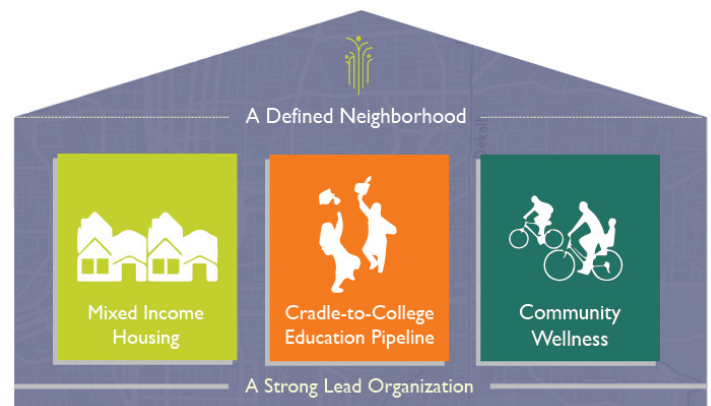 A Defined Neighborhood
Mixed Income
Housing
Cradle-to-College
Education Pipeline
Community
Wellness
A Strong Lead Organization